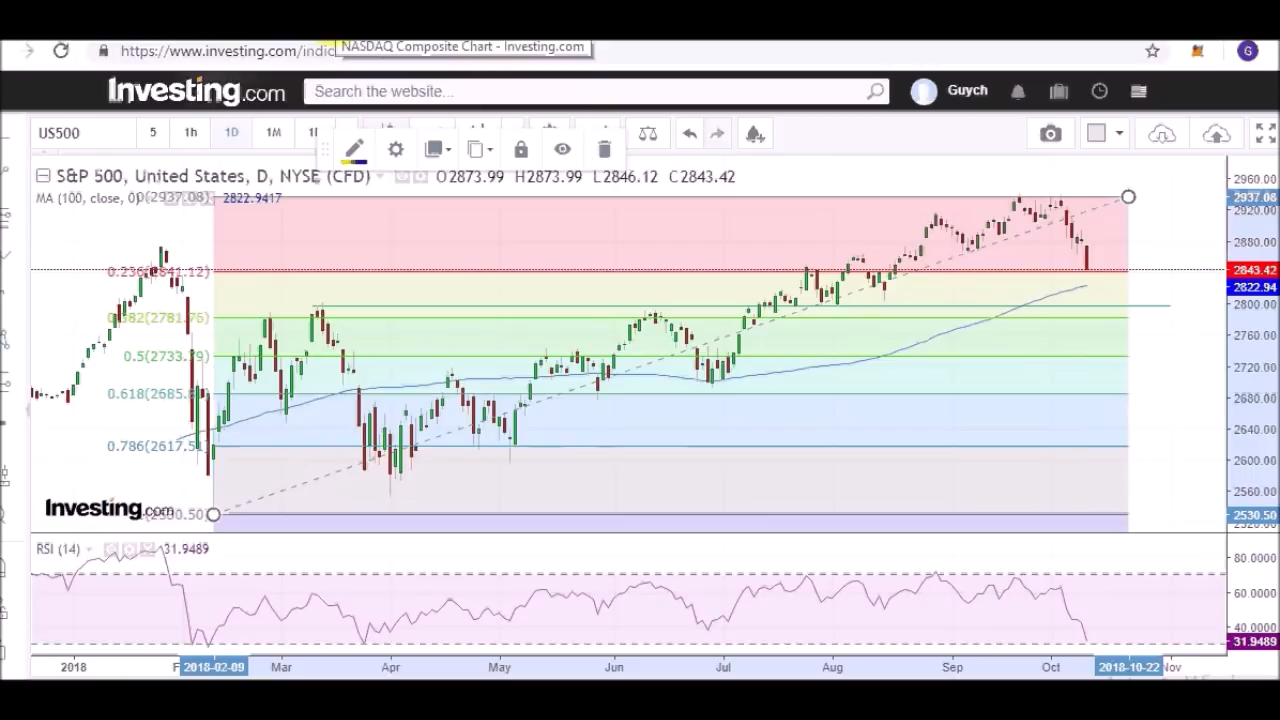 NASDAQ Composite Chart - Investing.com
https://www.investing.com/indic
G
Investing.com
Search the website...
Guych
US500 5 1h 1D 1M
S&P 500, United States, D, NYSE (CFD) O2873.99 H2873.99 L2846.12 C2843.42
MA (100, close, 0) 0(2937.08) 2822.9417
0.236(2841.12)
0.382(2781.76)
0.5(2733.79)
0.618(2685.8
0.786(2617.5
Investing.com
2960.00
2937.08
2920.00
2880.00
2843.42
2822.94
2800.00
2760.00
2720.00
2680.00
2640.00
2600.00
2560.00
2530.50
RSI (14) 31.9489
80.0000
60.0000
40.0000
31.9489
2018 F 2018-02-09 Mar Apr May Jun Jul Aug Sep Oct 2018-10-22 Nov